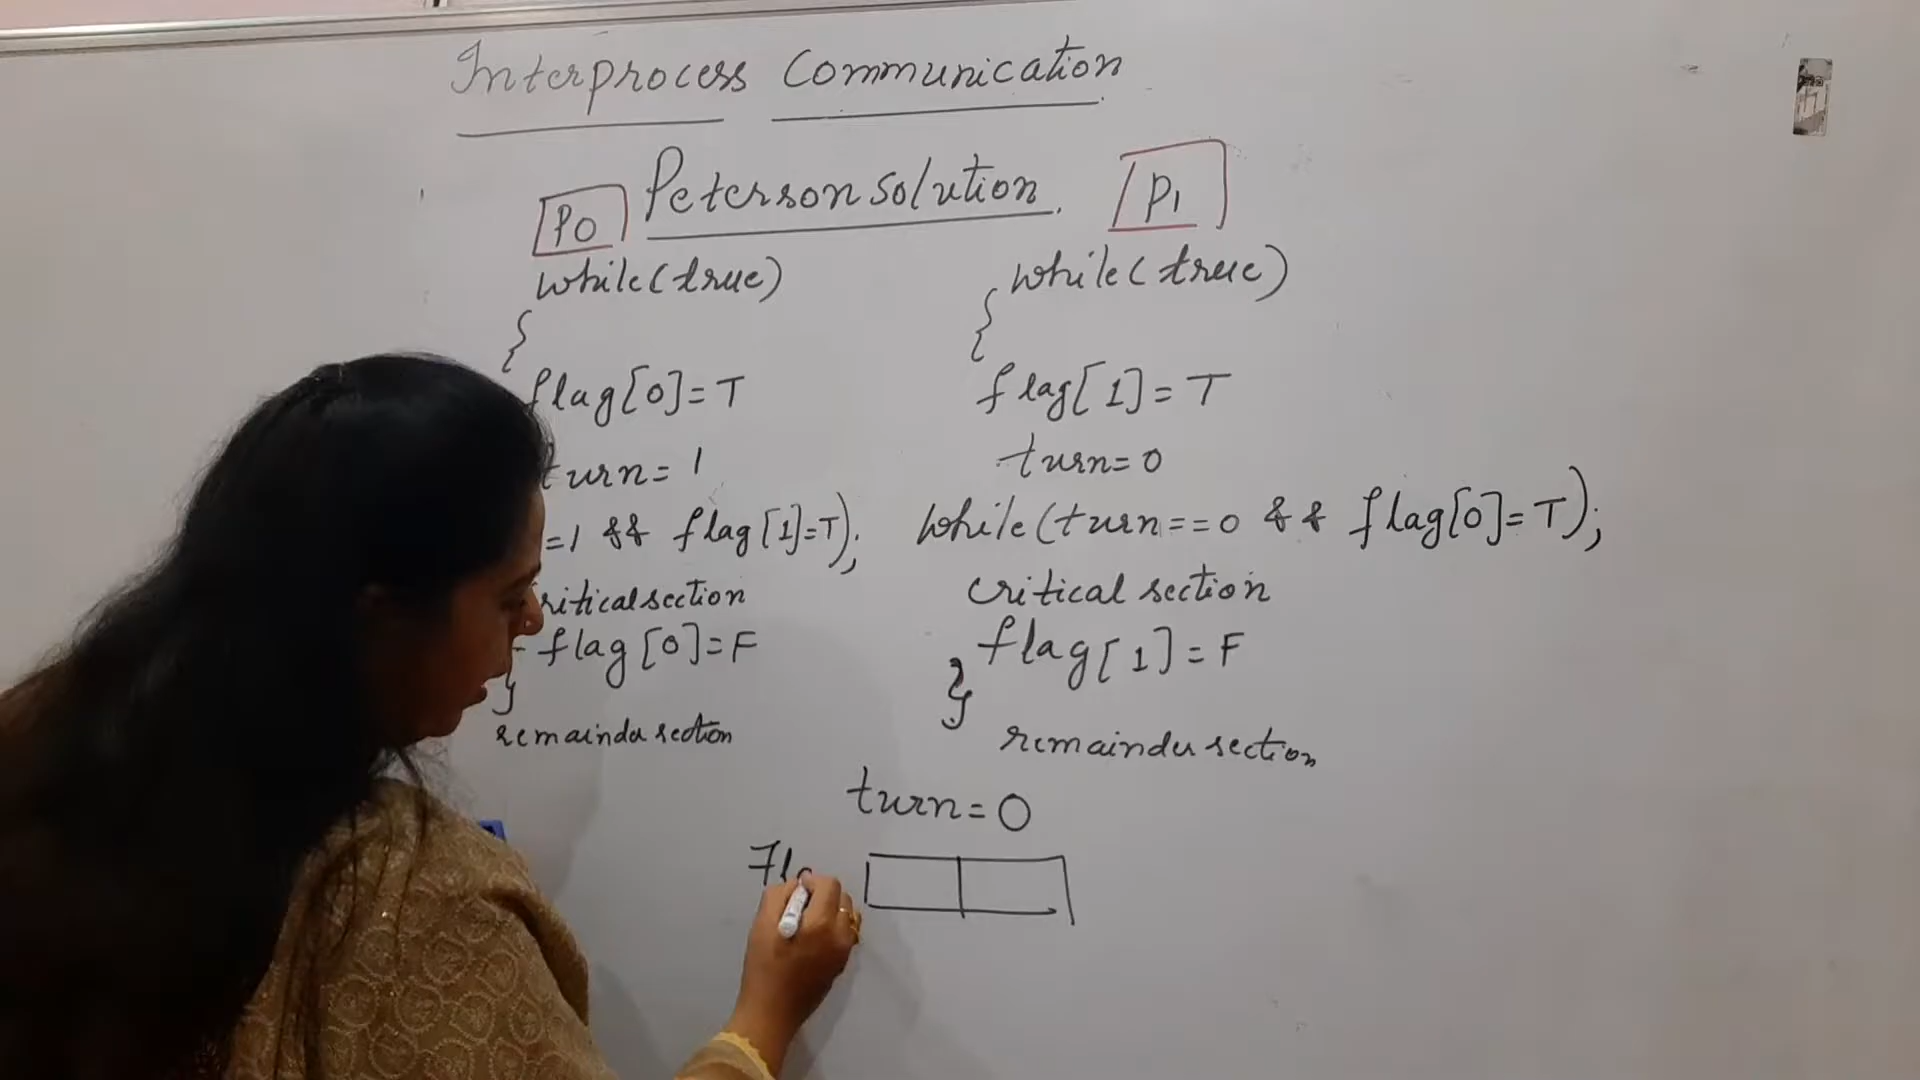 Interprocess Communication
Peterson solution.
P0
while(true)
{
flag[0]=T
turn=1
=1 && flag[1]=T);
critical section
flag[0]=F
}
remainder section
P1
while(true)
{
flag[1]=T
turn=0
while(turn==0 && flag[0]=T);
critical section
flag[1]=F
}
remainder section
turn=0
Fla